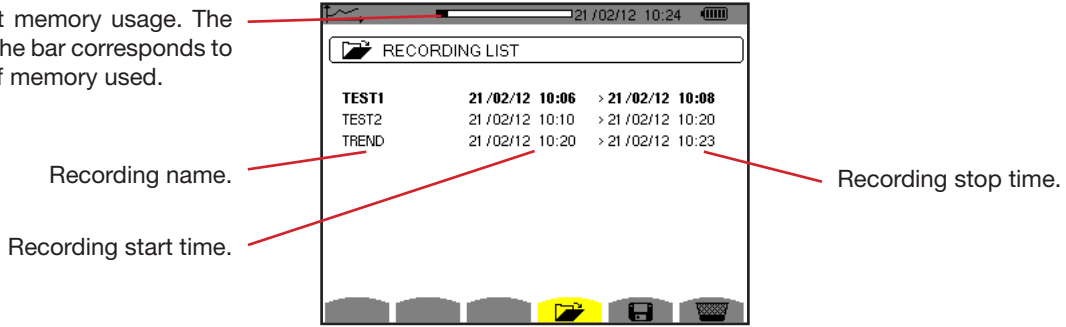 t memory usage. The
he bar corresponds to
f memory used.
21/02/12 10:24
RECORDING LIST
TEST1 21/02/12 10:06 > 21/02/12 10:08
TEST2 21/02/12 10:10 > 21/02/12 10:20
TREND 21/02/12 10:20 > 21/02/12 10:23
Recording name.
Recording stop time.
Recording start time.